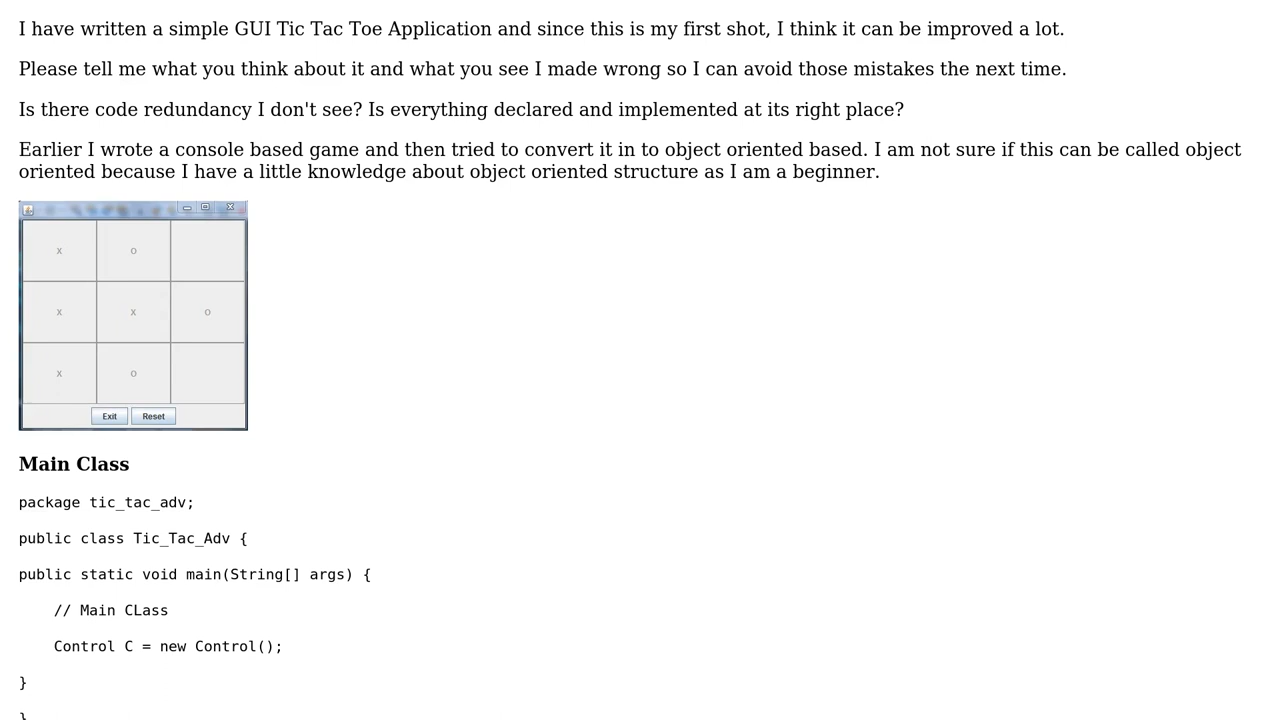 I have written a simple GUI Tic Tac Toe Application and since this is my first shot, I think it can be improved a lot.
Please tell me what you think about it and what you see I made wrong so I can avoid those mistakes the next time.
Is there code redundancy I don't see? Is everything declared and implemented at its right place?
Earlier I wrote a console based game and then tried to convert it in to object oriented based. I am not sure if this can be called object
oriented because I have a little knowledge about object oriented structure as I am a beginner.
x o
x x o
x o
Exit Reset
Main Class
package tic_tac_adv;
public class Tic_Tac_Adv {
public static void main(String[] args) {
// Main CLass
Control C = new Control();
}
}